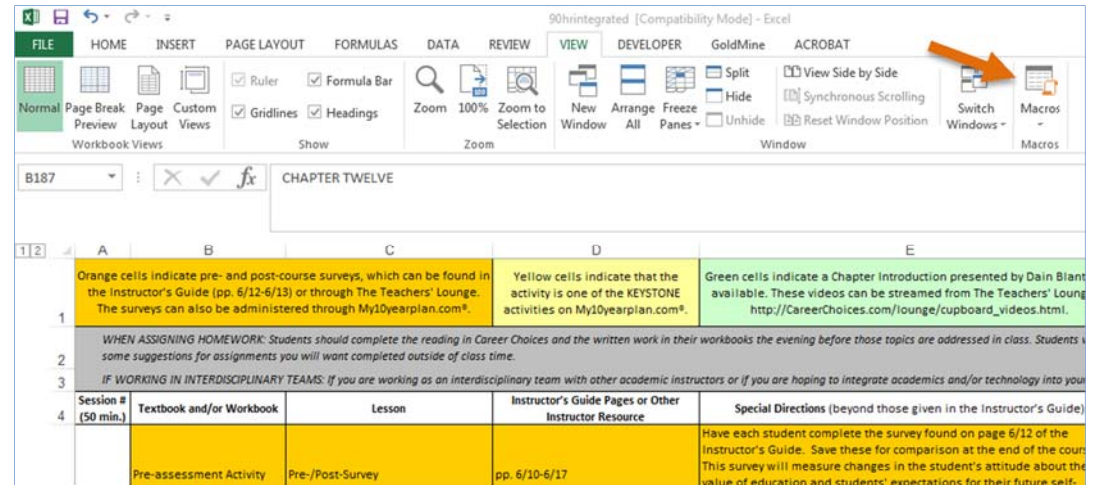 90hrintegrated [Compatibility Mode] - Excel
FILE HOME INSERT PAGE LAYOUT FORMULAS DATA REVIEW VIEW DEVELOPER GoldMine ACROBAT
Ruler Formula Bar Split View Side by Side
Gridlines Headings Hide Synchronous Scrolling
Unhide Reset Window Position
Normal Page Break Preview Page Layout Custom Views Zoom 100% Zoom to Selection New Window Arrange All Freeze Panes Switch Windows Macros
Workbook Views Show Zoom Window Macros
B187 fx CHAPTER TWELVE
1 2 A B C D E
1
Orange cells indicate pre- and post-course surveys, which can be found in
the Instructor's Guide (pp. 6/12-6/13) or through The Teachers' Lounge.
The surveys can also be administered through My10yearplan.com®.
Yellow cells indicate that the
activity is one of the KEYSTONE
activities on My10yearplan.com®.
Green cells indicate a Chapter Introduction presented by Dain Blant
available. These videos can be streamed from The Teachers' Loung
http://CareerChoices.com/lounge/cupboard_videos.html.
2
WHEN ASSIGNING HOMEWORK: Students should complete the reading in Career Choices and the written work in their workbooks the evening before those topics are addressed in class. Students
some suggestions for assignments you will want completed outside of class time.
3
IF WORKING IN INTERDISCIPLINARY TEAMS: If you are working as an interdisciplinary team with other academic instructors or if you are hoping to integrate academics and/or technology into your
4
Session #
(50 min.)
Textbook and/or Workbook
Lesson
Instructor's Guide Pages or Other
Instructor Resource
Special Directions (beyond those given in the Instructor's Guide)
Pre-assessment Activity
Pre-/Post-Survey
pp. 6/10-6/17
Have each student complete the survey found on page 6/12 of the
Instructor's Guide. Save these for comparison at the end of the cours
This survey will measure changes in the student's attitude about the
value of education and students' expectations for their future self-